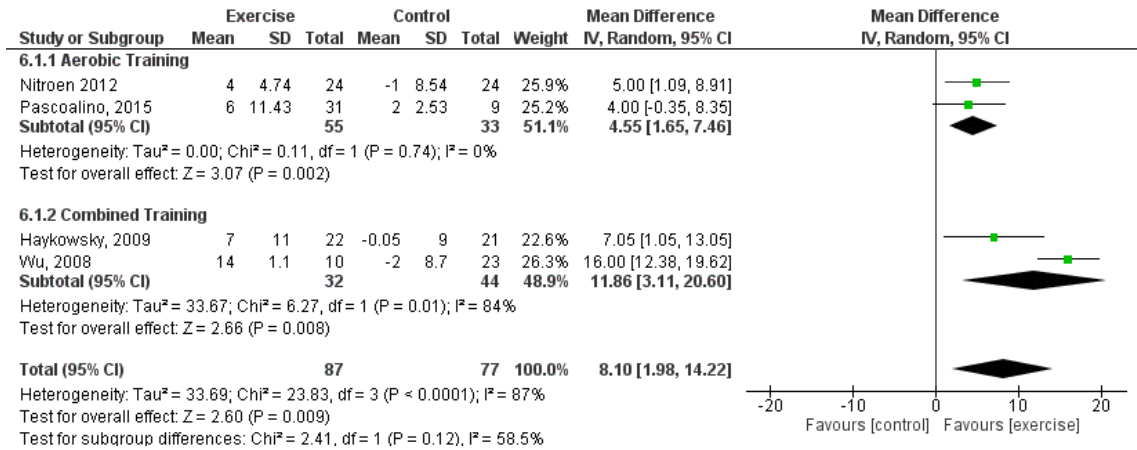 Exercise Control Mean Difference Mean Difference
Study or Subgroup Mean SD Total Mean SD Total Weight IV, Random, 95% CI IV, Random, 95% CI
6.1.1 Aerobic Training
Nitroen 2012 4 4.74 24 -1 8.54 24 25.9% 5.00 [1.09, 8.91]
Pascoalino, 2015 6 11.43 31 2 2.53 9 25.2% 4.00 [-0.35, 8.35]
Subtotal (95% CI) 55 33 51.1% 4.55 [1.65, 7.46]
Heterogeneity: Tau² = 0.00; Chi² = 0.11, df = 1 (P = 0.74); I² = 0%
Test for overall effect: Z = 3.07 (P = 0.002)
6.1.2 Combined Training
Haykowsky, 2009 7 11 22 -0.05 9 21 22.6% 7.05 [1.05, 13.05]
Wu, 2008 14 1.1 10 -2 8.7 23 26.3% 16.00 [12.38, 19.62]
Subtotal (95% CI) 32 44 48.9% 11.86 [3.11, 20.60]
Heterogeneity: Tau² = 33.67; Chi² = 6.27, df = 1 (P = 0.01); I² = 84%
Test for overall effect: Z = 2.66 (P = 0.008)
Total (95% CI) 87 77 100.0% 8.10 [1.98, 14.22]
Heterogeneity: Tau² = 33.69; Chi² = 23.83, df = 3 (P < 0.0001); I² = 87%
Test for overall effect: Z = 2.60 (P = 0.009)
Test for subgroup differences: Chi² = 2.41, df = 1 (P = 0.12), I² = 58.5%
-20 -10 0 10 20
Favours [control] Favours [exercise]